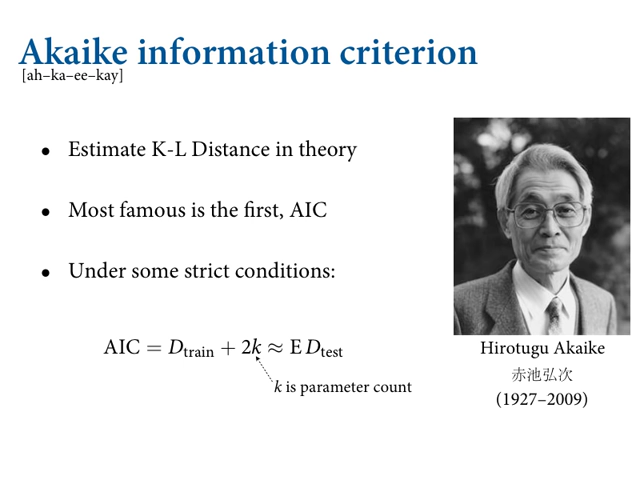 Akaike information criterion
[ah–ka–ee–kay]
• Estimate K-L Distance in theory
• Most famous is the first, AIC
• Under some strict conditions:
AIC = D_train + 2k ≈ E D_test
k is parameter count
Hirotugu Akaike
赤池弘次
(1927–2009)